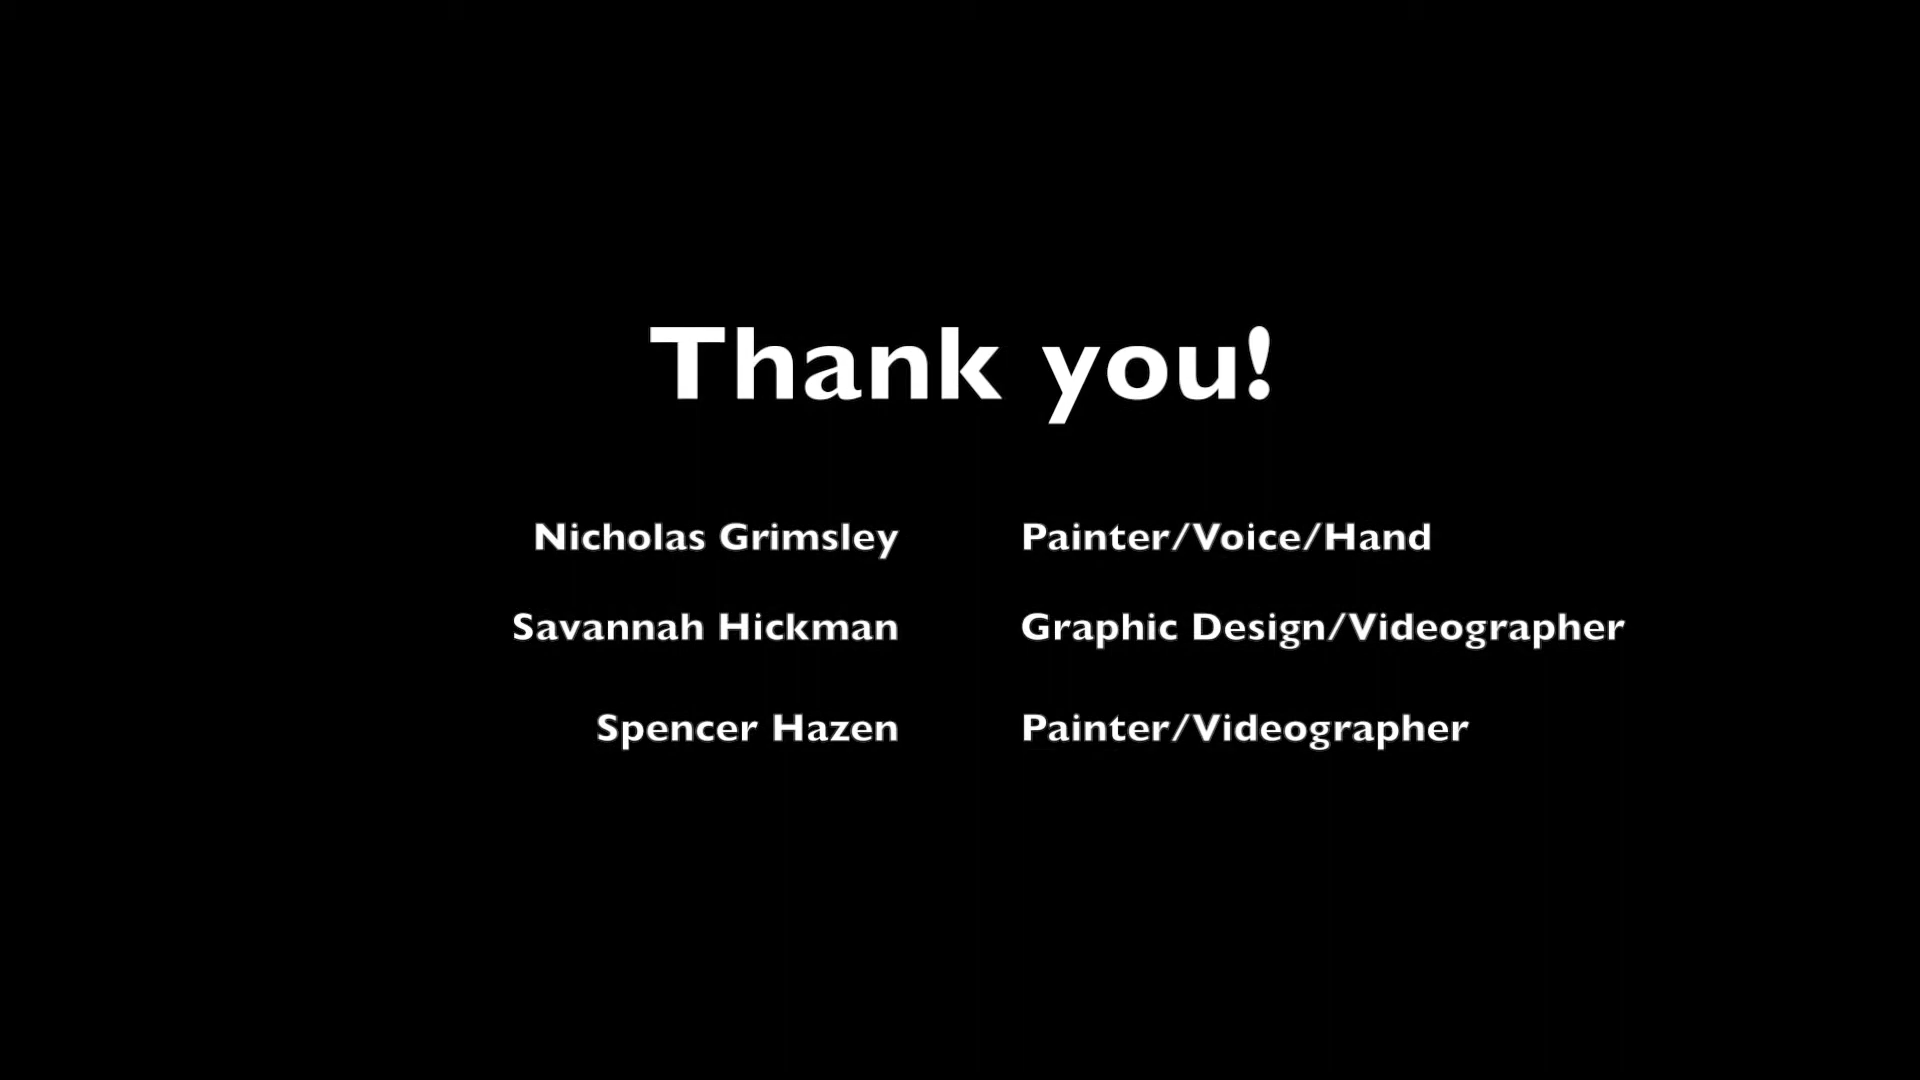 Thank you!
Nicholas Grimsley Painter/Voice/Hand
Savannah Hickman Graphic Design/Videographer
Spencer Hazen Painter/Videographer